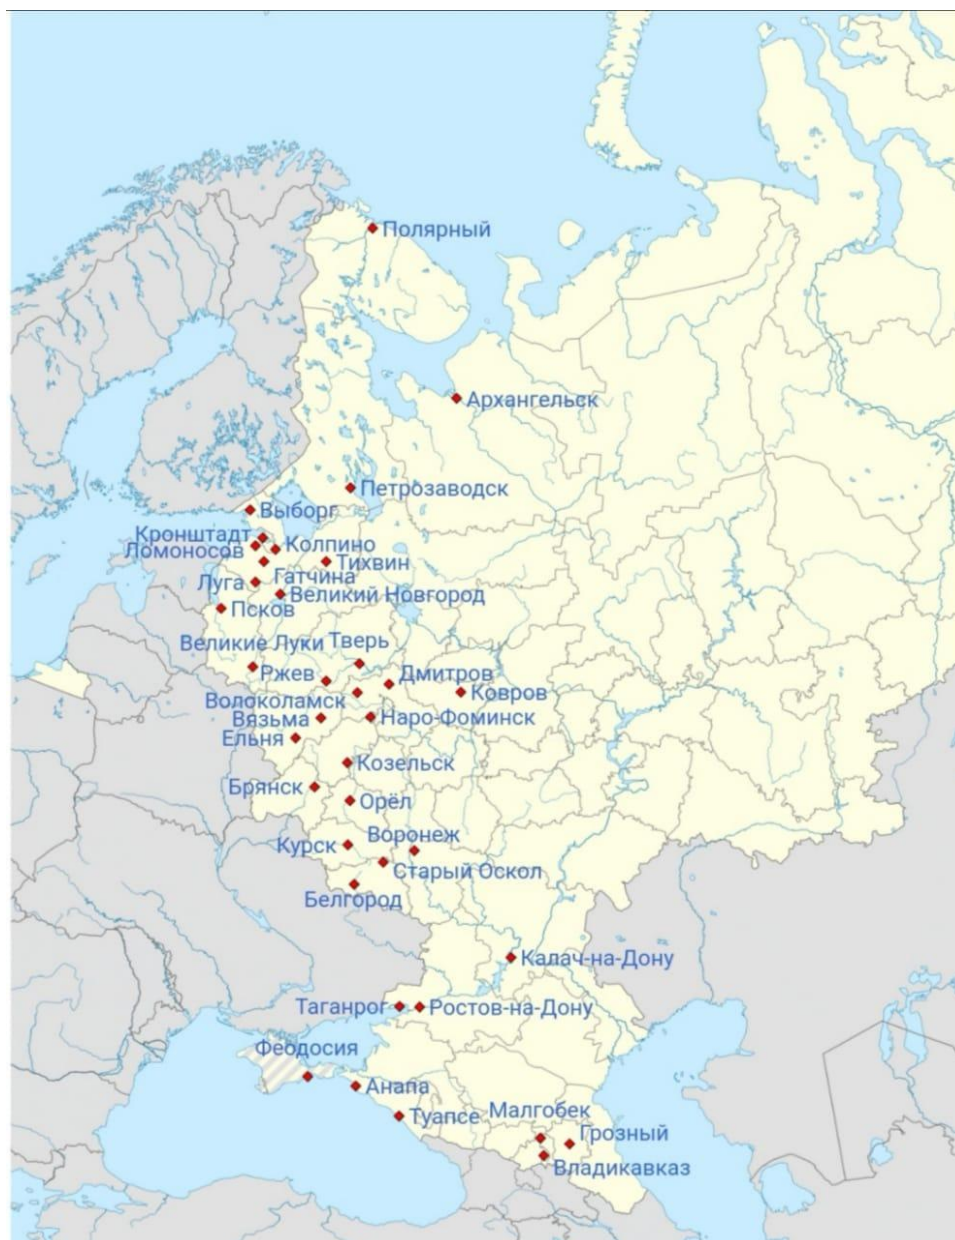 Полярный
Архангельск
Петрозаводск
Выборг
Кронштадт
Ломоносов
Колпино
Тихвин
Гатчина
Луга
Великий Новгород
Псков
Великие Луки
Тверь
Ржев
Дмитров
Ковров
Волоколамск
Вязьма
Наро-Фоминск
Ельня
Козельск
Брянск
Орёл
Воронеж
Курск
Старый Оскол
Белгород
Калач-на-Дону
Таганрог
Ростов-на-Дону
Феодосия
Анапа
Малгобек
Туапсе
Грозный
Владикавказ